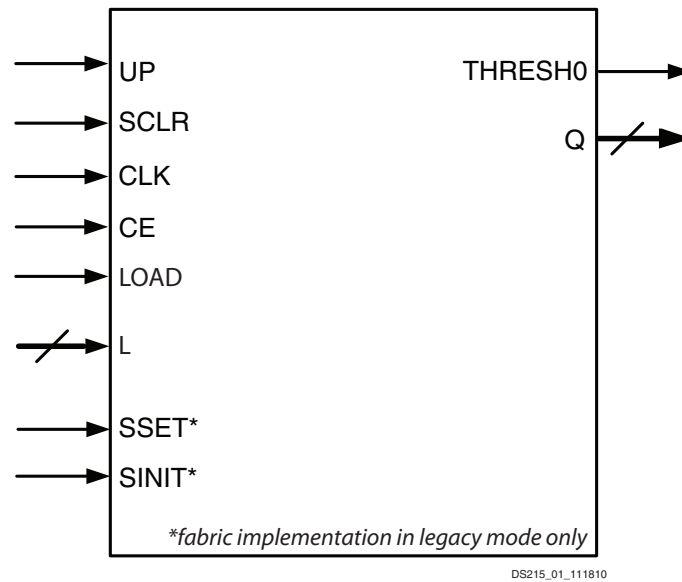 UP
THRESH0
SCLR
Q
CLK
CE
LOAD
L
SSET*
SINIT*
*fabric implementation in legacy mode only
DS215_01_111810